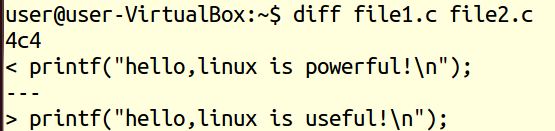 user@user-VirtualBox:~$ diff file1.c file2.c
4c4
< printf("hello,linux is powerful!\n");
---
> printf("hello,linux is useful!\n");